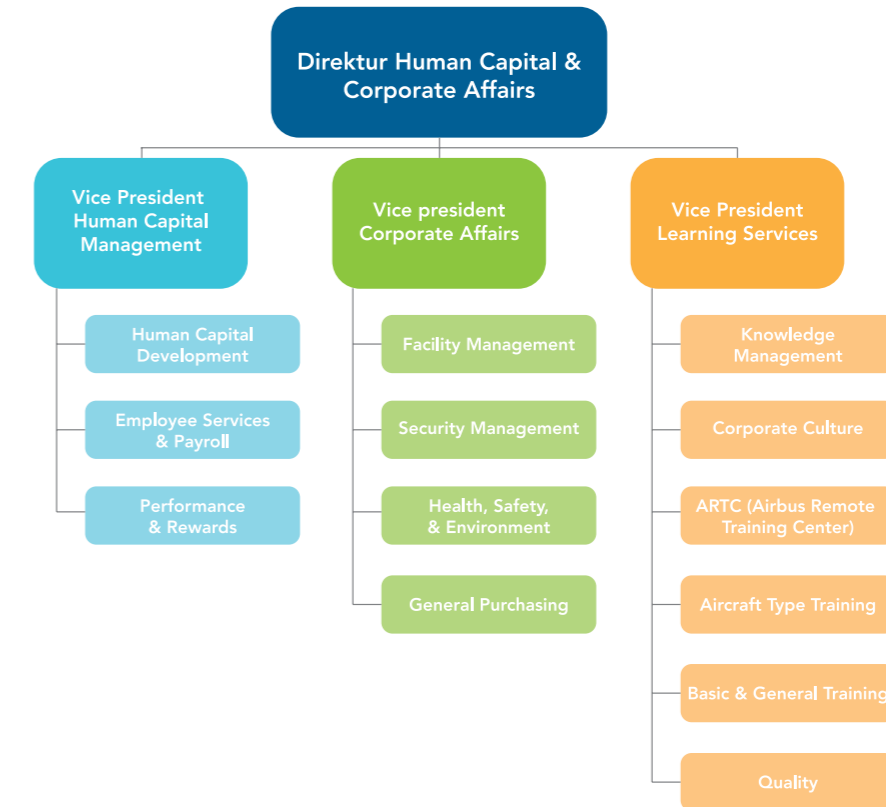 Direktur Human Capital &
Corporate Affairs
Vice President
Human Capital
Management
Human Capital
Development
Employee Services
& Payroll
Performance
& Rewards
Vice president
Corporate Affairs
Facility Management
Security Management
Health, Safety,
& Environment
General Purchasing
Vice President
Learning Services
Knowledge
Management
Corporate Culture
ARTC (Airbus Remote
Training Center)
Aircraft Type Training
Basic & General Training
Quality